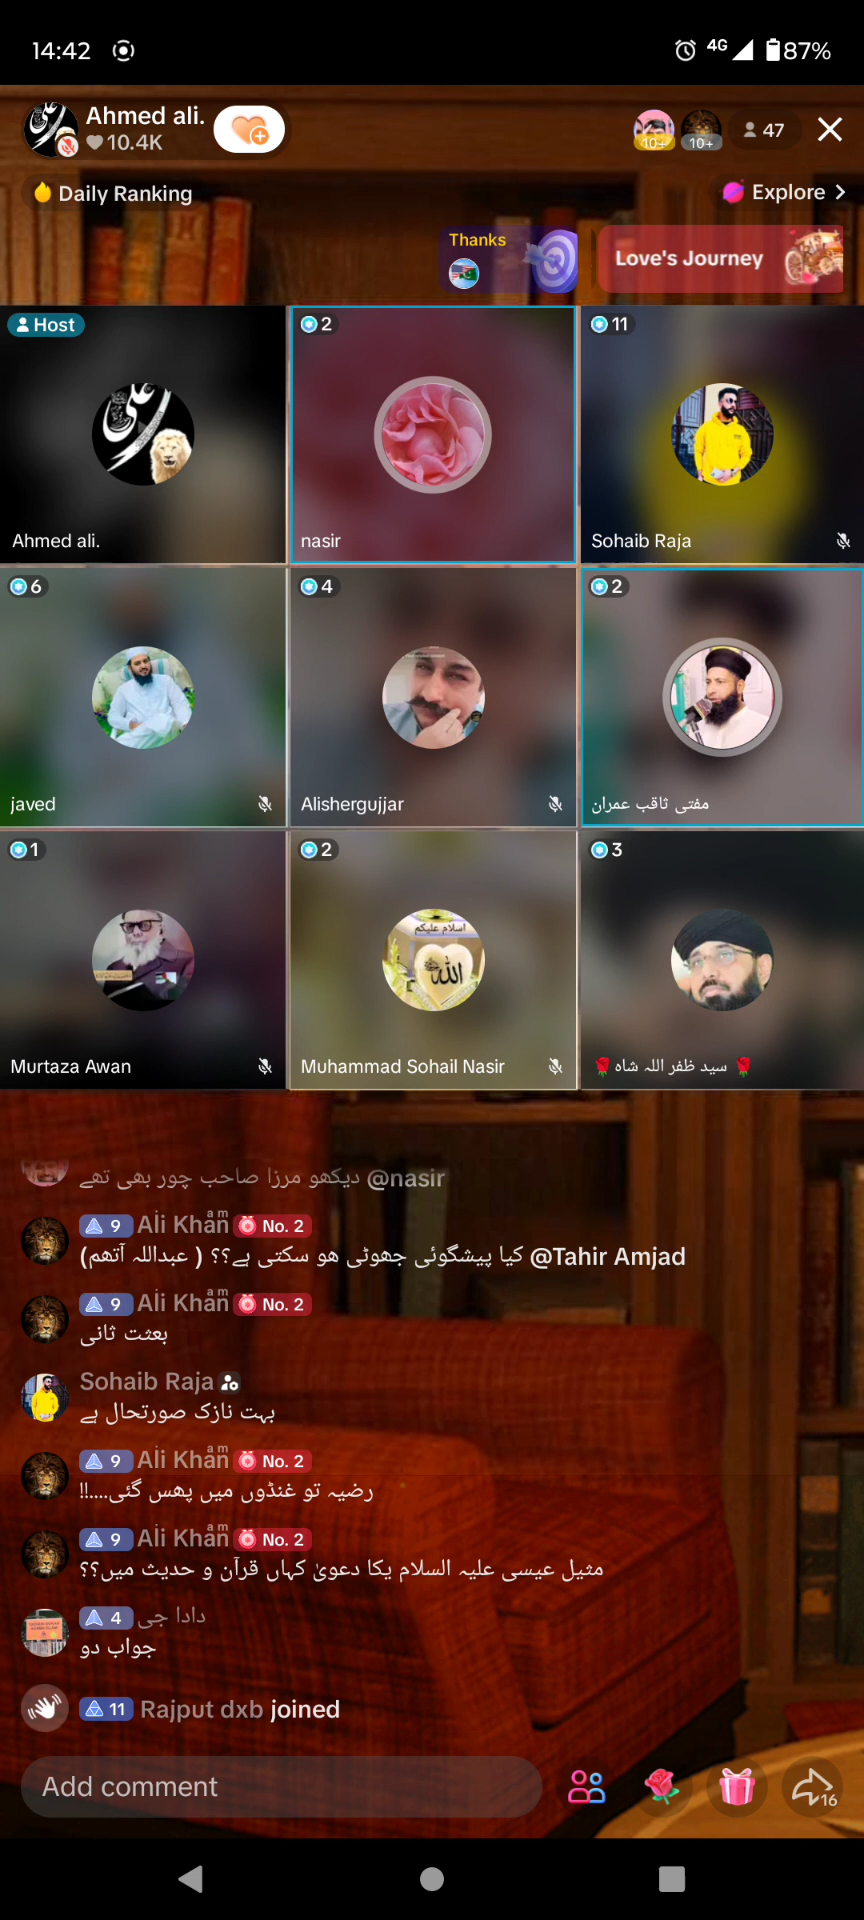 14:42
4G
87%
Ahmed ali.
10.4K
10+
10+
47
Daily Ranking
Explore
Thanks
Love's Journey
Host
Ahmed ali.
2
nasir
11
Sohaib Raja
6
javed
4
Alishergujjar
2
مفتی ثاقب عمران
1
Murtaza Awan
2
اسلام علیکم
الله
Muhammad Sohail Nasir
3
🌹 سید ظفر اللہ شاہ 🌹
@nasir دیکھو مرزا صاحب چور بھی تھے
9 Ali Khan No. 2
@Tahir Amjad کیا پیشگوئی جھوٹی ھو سکتی ہے؟؟ ( عبداللہ آتھم)
9 Ali Khan No. 2
بعثت ثانی
Sohaib Raja
بہت نازک صورتحال ہے
9 Ali Khan No. 2
رضیہ تو غنڈوں میں پھس گئی....!!
9 Ali Khan No. 2
مثیل عیسی علیہ السلام یکا دعویٰ کہاں قرآن و حدیث میں؟؟
4 دادا جی
جواب دو
11 Rajput dxb joined
Add comment
16